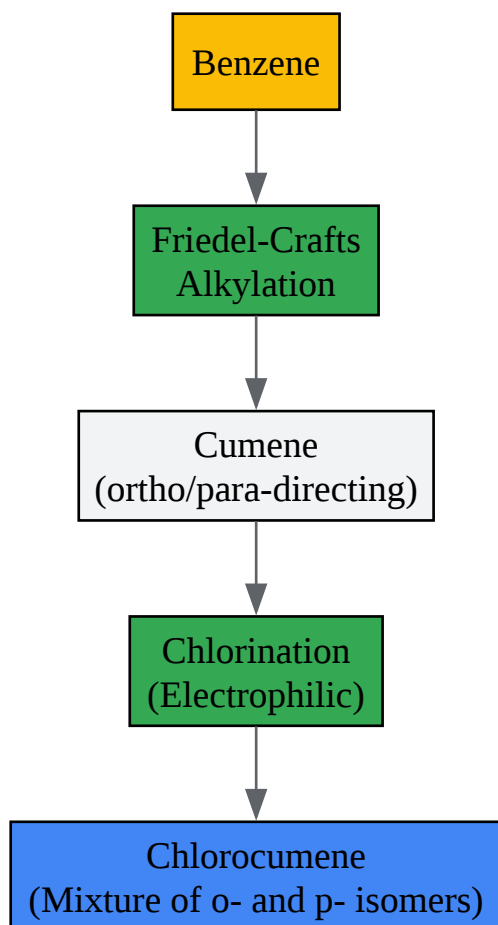 Benzene
Friedel-Crafts
Alkylation
Cumene
(ortho/para-directing)
Chlorination
(Electrophilic)
Chlorocumene
(Mixture of o- and p- isomers)